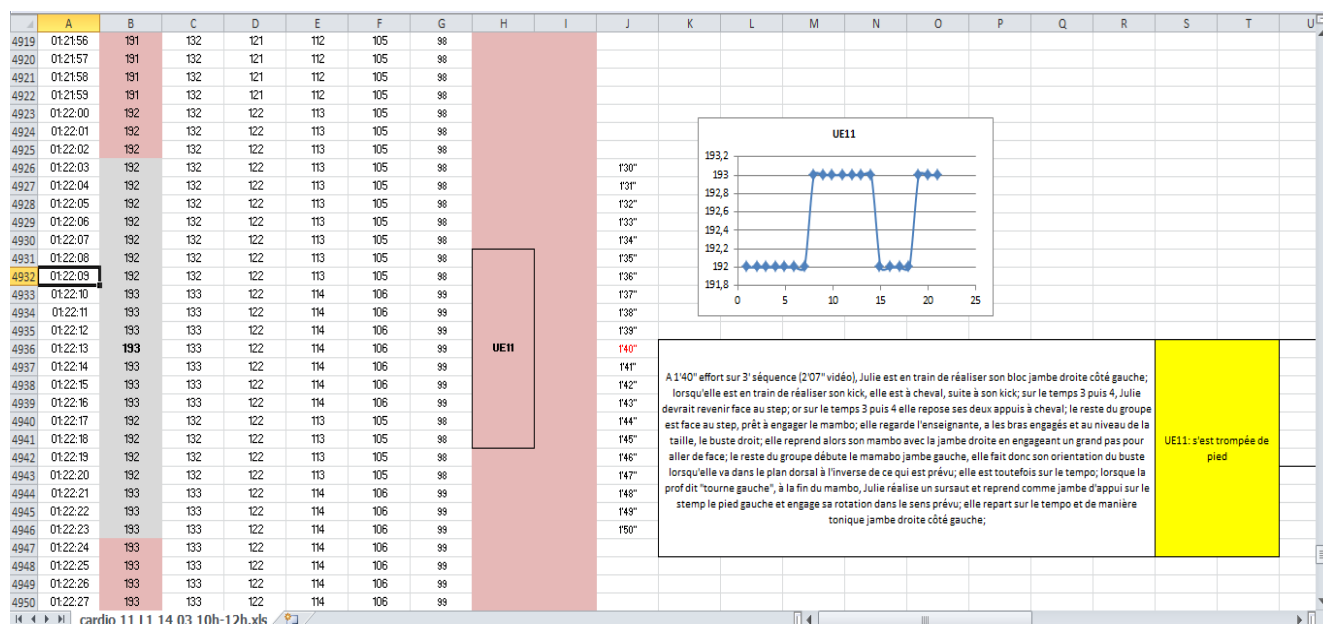 A B C D E F G H I J K L M N O P Q R S T U
4919 01:21:56 191 132 121 112 105 98
4920 01:21:57 191 132 121 112 105 98
4921 01:21:58 191 132 121 112 105 98
4922 01:21:59 191 132 121 112 105 98
4923 01:22:00 192 132 122 113 105 98
4924 01:22:01 192 132 122 113 105 98
4925 01:22:02 192 132 122 113 105 98
4926 01:22:03 192 132 122 113 105 98 1'30"
4927 01:22:04 192 132 122 113 105 98 1'31"
4928 01:22:05 192 132 122 113 105 98 1'32"
4929 01:22:06 192 132 122 113 105 98 1'33"
4930 01:22:07 192 132 122 113 105 98 1'34"
4931 01:22:08 192 132 122 113 105 98 1'35"
4932 01:22:09 192 132 122 113 105 98 1'36"
4933 01:22:10 193 133 122 114 106 99 1'37"
4934 01:22:11 193 133 122 114 106 99 1'38"
4935 01:22:12 193 133 122 114 106 99 1'39"
4936 01:22:13 193 133 122 114 106 99 UE11 1'40"
4937 01:22:14 193 133 122 114 106 99 1'41"
4938 01:22:15 193 133 122 114 106 99 1'42"
4939 01:22:16 193 133 122 114 106 99 1'43"
4940 01:22:17 192 132 122 113 105 98 1'44"
4941 01:22:18 192 132 122 113 105 98 1'45"
4942 01:22:19 192 132 122 113 105 98 1'46"
4943 01:22:20 192 132 122 113 105 98 1'47"
4944 01:22:21 193 133 122 114 106 99 1'48"
4945 01:22:22 193 133 122 114 106 99 1'49"
4946 01:22:23 193 133 122 114 106 99 1'50"
4947 01:22:24 193 133 122 114 106 99
4948 01:22:25 193 133 122 114 106 99
4949 01:22:26 193 133 122 114 106 99
4950 01:22:27 193 133 122 114 106 99
UE11
193,2
193
192,8
192,6
192,4
192,2
192
191,8
0 5 10 15 20 25
A 1'40" effort sur 3' séquence (2'07" vidéo), Julie est en train de réaliser son bloc jambe droite côté gauche;
lorsqu'elle est en train de réaliser son kick, elle est à cheval, suite à son kick; sur le temps 3 puis 4, Julie
devrait revenir face au step; or sur le temps 3 puis 4 elle repose ses deux appuis à cheval; le reste du groupe
est face au step, prêt à engager le mambo; elle regarde l'enseignante, a les bras engagés et au niveau de la
taille, le buste droit; elle reprend alors son mambo avec la jambe droite en engageant un grand pas pour
aller de face; le reste du groupe débute le mamabo jambe gauche, elle fait donc son orientation du buste
lorsqu'elle va dans le plan dorsal à l'inverse de ce qui est prévu; elle est toutefois sur le tempo; lorsque la
prof dit "tourne gauche", à la fin du mambo, Julie réalise un sursaut et reprend comme jambe d'appui sur le
stemp le pied gauche et engage sa rotation dans le sens prévu; elle repart sur le tempo et de manière
tonique jambe droite côté gauche;
UE11: s'est trompée de
pied
cardio 11 L1 14 03 10h-12h.xls